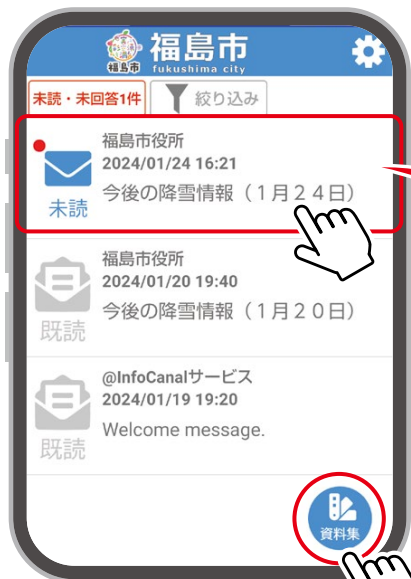 福島市
福島市
fukushima city
未読・未回答1件
絞り込み
福島市役所
2024/01/24 16:21
今後の降雪情報（1月24日）
未読
福島市役所
2024/01/20 19:40
今後の降雪情報（1月20日）
既読
@InfoCanalサービス
2024/01/19 19:20
Welcome message.
既読
資料集